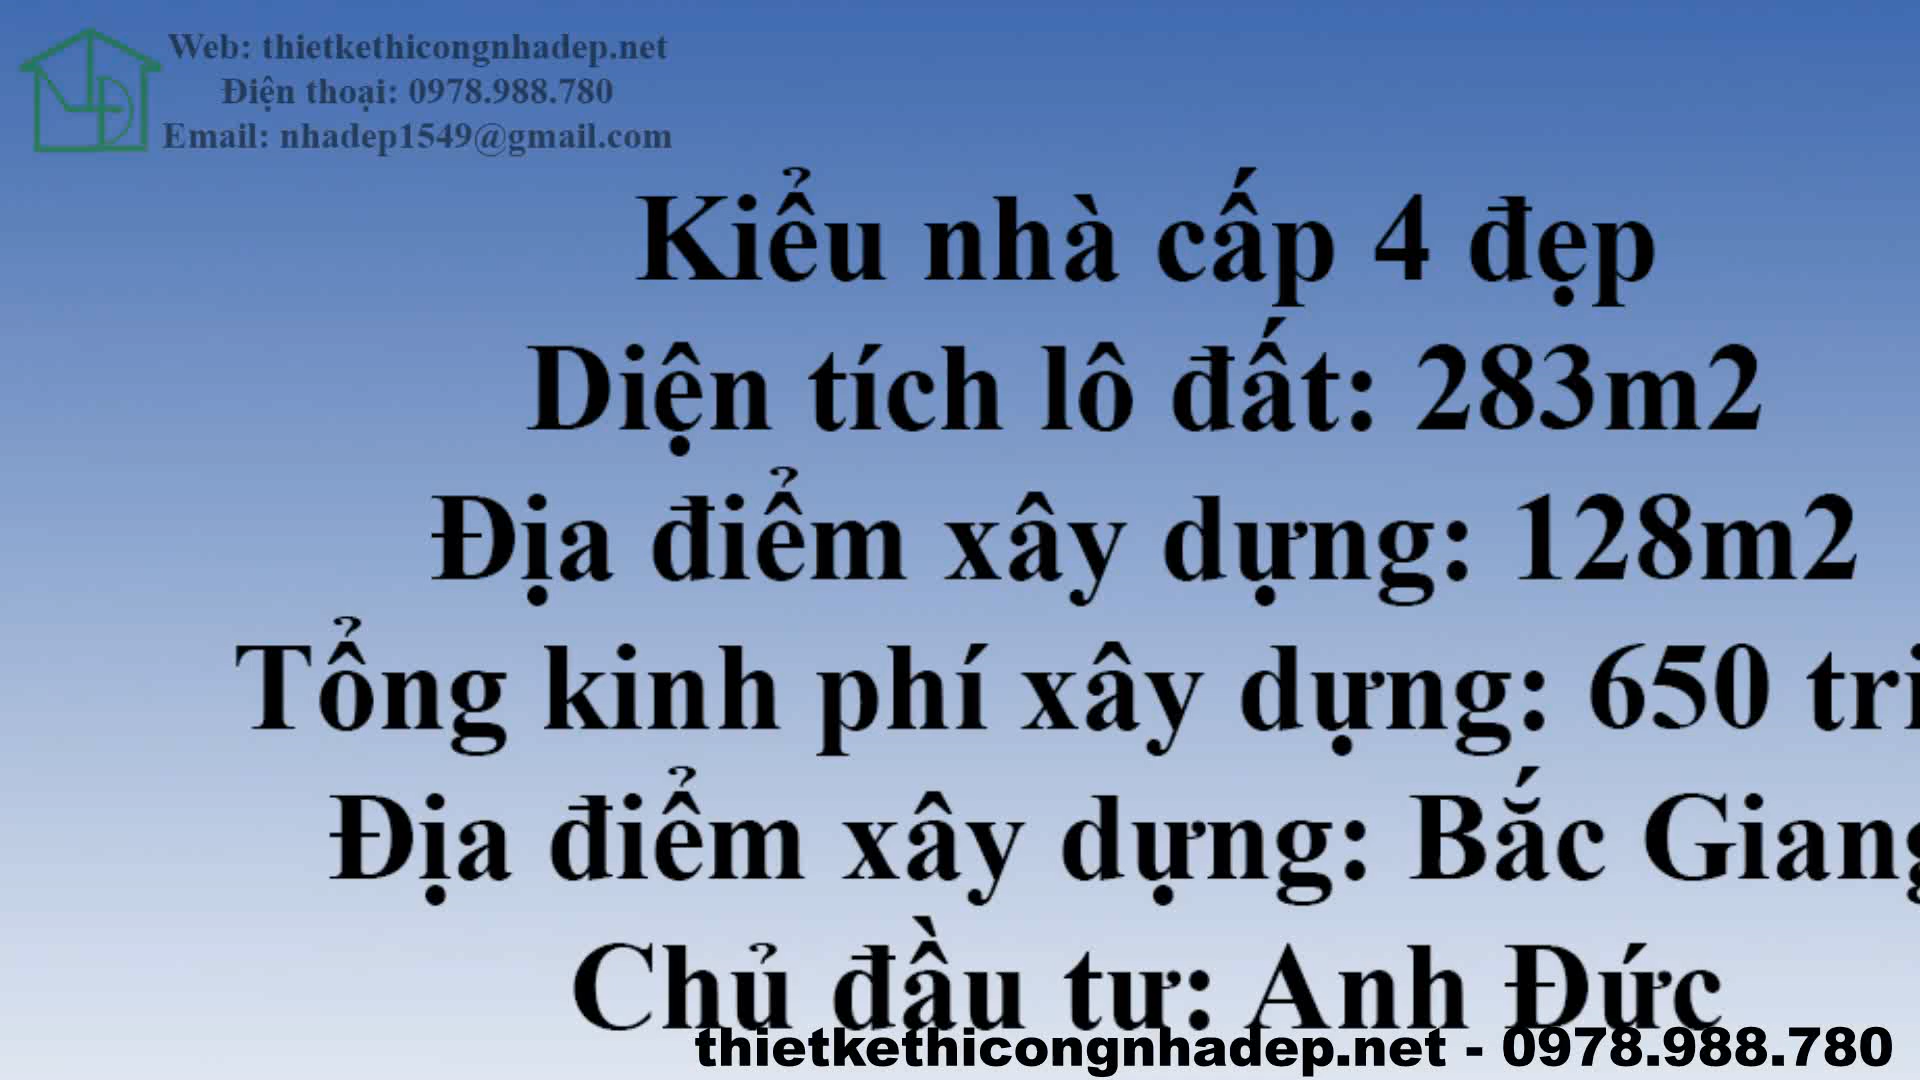 Web: thietkethicongnhadep.net
Điện thoại: 0978.988.780
Email: nhadep1549@gmail.com
Kiểu nhà cấp 4 đẹp
Diện tích lô đất: 283m2
Địa điểm xây dựng: 128m2
Tổng kinh phí xây dựng: 650
Địa điểm xây dựng: Bắc Giang
Chủ đầu tư: Anh Đức
thietkethicongnhadep.net - 0978.988.780